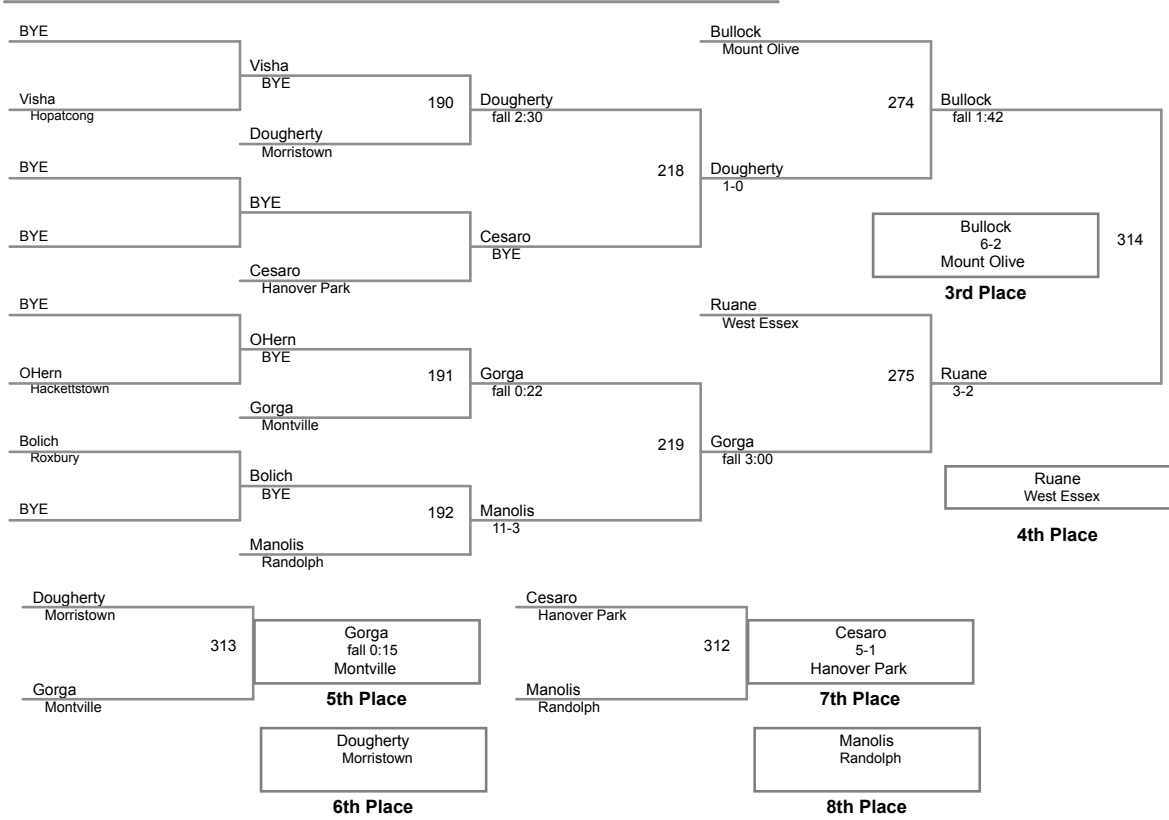 BYE
Visha
Hopatcong
BYE
BYE
BYE
OHern
Hackettstown
Bolich
Roxbury
BYE
Visha
BYE
190
Dougherty
Morristown
BYE
Cesaro
Hanover Park
OHern
BYE
191
Gorga
Montville
Bolich
BYE
192
Manolis
Randolph
Dougherty
fall 2:30
218
Cesaro
BYE
Gorga
fall 0:22
219
Manolis
11-3
Bullock
Mount Olive
274
Dougherty
1-0
Ruane
West Essex
275
Gorga
fall 3:00
Bullock
fall 1:42
314
Ruane
3-2
Bullock
6-2
Mount Olive
3rd Place
Ruane
West Essex
4th Place
Dougherty
Morristown
313
Gorga
Montville
Gorga
fall 0:15
Montville
5th Place
Dougherty
Morristown
6th Place
Cesaro
Hanover Park
312
Manolis
Randolph
Cesaro
5-1
Hanover Park
7th Place
Manolis
Randolph
8th Place